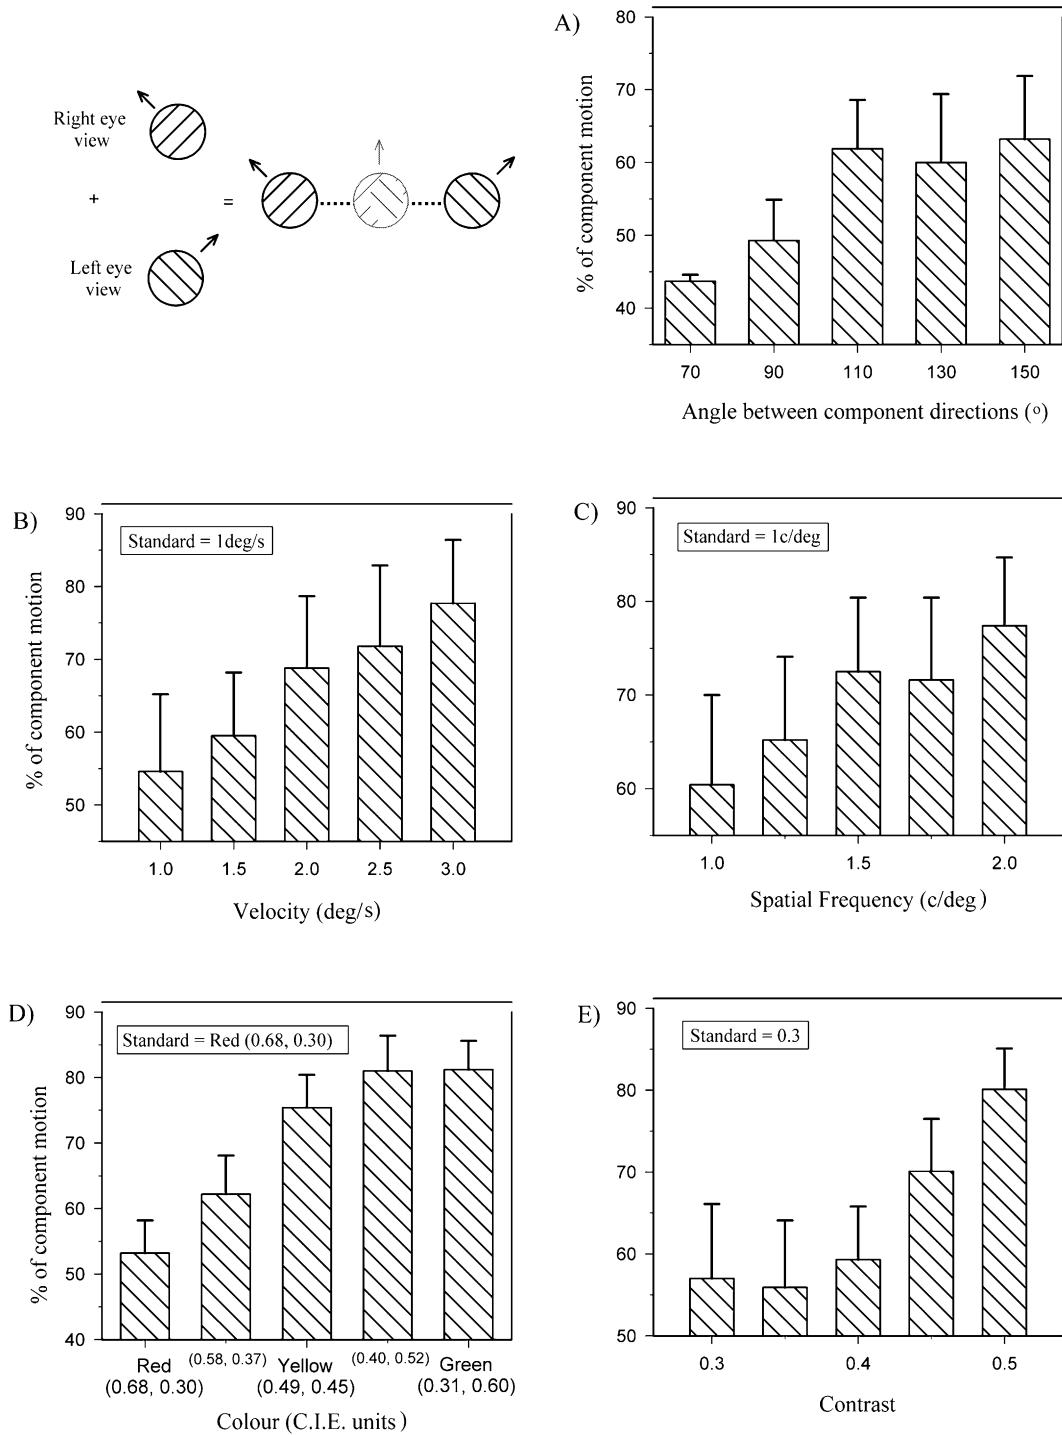 Right eye
view
+
=
Left eye
view
A)
80
70
60
50
40
% of component motion
70 90 110 130 150
Angle between component directions (°)
B)
Standard = 1deg/s
90
80
70
60
50
% of component motion
1.0 1.5 2.0 2.5 3.0
Velocity (deg/s)
C)
Standard = 1c/deg
90
80
70
60
% of component motion
1.0 1.5 2.0
Spatial Frequency (c/deg)
D)
Standard = Red (0.68, 0.30)
90
80
70
60
50
40
% of component motion
Red (0.58, 0.37) Yellow (0.40, 0.52) Green
(0.68, 0.30) (0.49, 0.45) (0.31, 0.60)
Colour (C.I.E. units)
E)
Standard = 0.3
90
80
70
60
50
% of component motion
0.3 0.4 0.5
Contrast